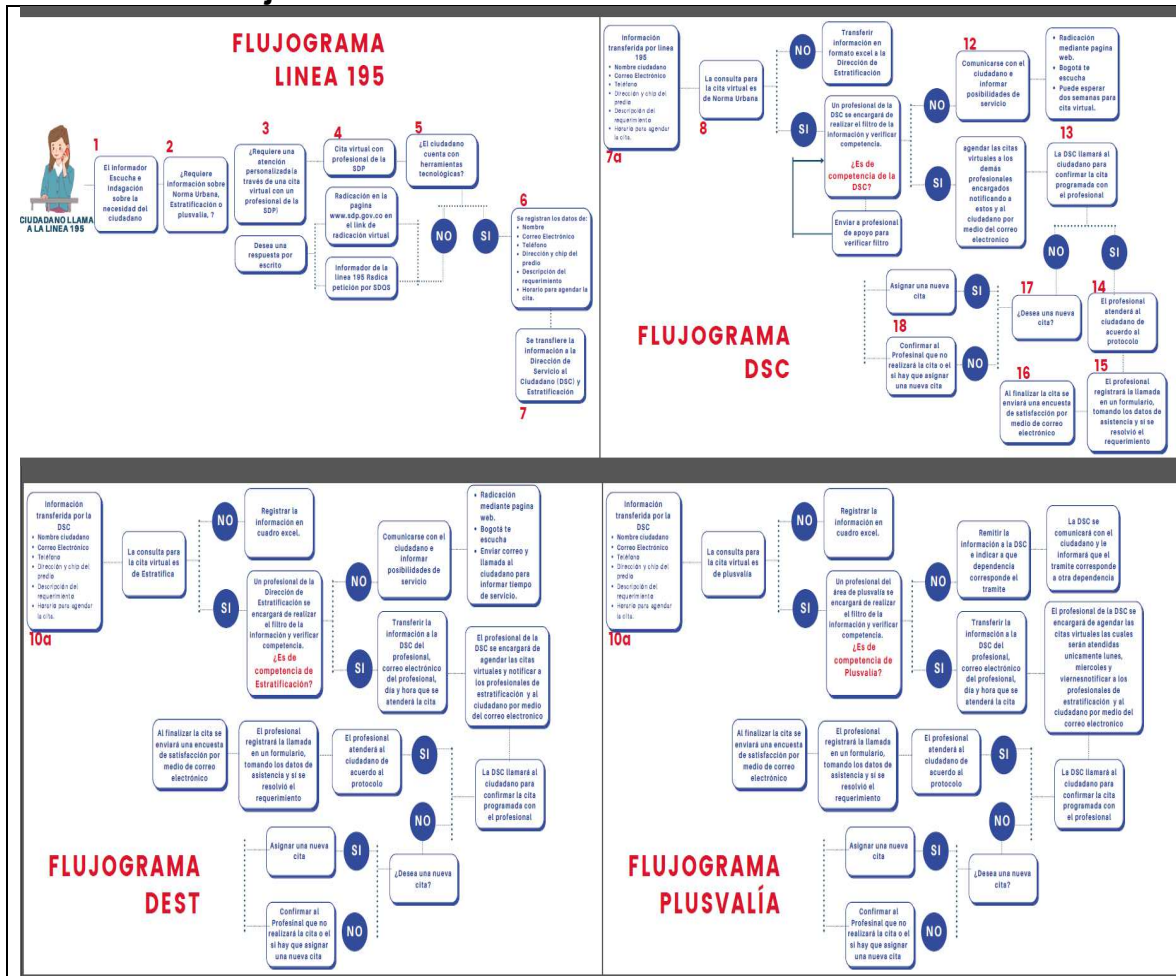 FLUJOGRAMA
LINEA 195
CIUDADANO LLAMA
A LA LINEA 195
1
El informador
Escucha e
Indagación
sobre la
necesidad del
ciudadano
2
¿Requiere
información sobre
Norma Urbana,
Estratificación o
plusvalia, ?
3
¿Requiere una
atención
personalizada a
través de una cita
virtual con un
profesional de la
SDP)
Desea una
respuesta por
escrito
4
Cita virtual con
profesional de la
SDP
Radicación en la
pagina
www.sdp.gov.co en
el link de
radicación virtual
Informador de la
linea 195 Radica
petición por SDQS
5
¿El ciudadano
cuenta con
herramientas
tecnológicas?
NO
SI
6
Se registran los datos de:
• Nombre
• Correo Electrónico
• Teléfono
• Dirección y chip del
predio
• Descripción del
requerimiento
• Horario para agendar la
cita.
Se transfiere la
información a la
Dirección de
Servicio al
Ciudadano (DSC) y
Estratificación
7
FLUJOGRAMA
DSC
Información
transferida por linea
195
• Nombre ciudadano
• Correo Electrónico
• Teléfono
• Dirección y chip del
predio
• Descripción del
requerimiento
• Horario para agendar
la cita.
7a
La consulta para
la cita virtual es
de Norma Urbana
8
NO
Transferir
información en
formato excel a la
Dirección de
Estratificación
SI
Un profesional de la
DSC se encargará de
realizar el filtro de la
información y verificar
competencia.
¿Es de
competencia de la
DSC?
Enviar a profesional
de apoyo para
verificar filtro
NO
12
Comunicarse con el
ciudadano e
informar
posibilidades de
servicio
• Radicación
mediante pagina
web.
• Bogotá te
escucha
• Puede esperar
dos semanas para
cita virtual.
SI
agendar las citas
virtuales a los
demás
profesionales
encargados
notificando a
estos y al
ciudadano por
medio del correo
electronico
13
La DSC llamará al
ciudadano para
confirmar la cita
programada con
el profesional
NO
SI
14
El profesional
atenderá al
ciudadano de
acuerdo al
protocolo
15
El profesional
registrará la llamada
en un formulario,
tomando los datos de
asistencia y si se
resolvió el
requerimiento
16
Al finalizar la cita se
enviará una encuesta
de satisfacción por
medio de correo
electrónico
17
¿Desea una nueva
cita?
SI
Asignar una nueva
cita
NO
18
Confirmar al
Profesinal que no
realizará la cita o el
si hay que asignar
una nueva cita
FLUJOGRAMA
DEST
Información
transferida por la
DSC
• Nombre ciudadano
• Correo Electrónico
• Teléfono
• Dirección y chip del
predio
• Descripción del
requerimiento
• Horario para agendar
la cita.
10a
La consulta para
la cita virtual es
de Estratifica
NO
Registrar la
información en
cuadro excel.
SI
Un profesional de la
Dirección de
Estratificación se
encargará de realizar
el filtro de la
información y verificar
competencia.
¿Es de
competencia de
Estratificación?
NO
Comunicarse con el
ciudadano e
informar
posibilidades de
servicio
• Radicación
mediante pagina
web.
• Bogotá te
escucha
• Enviar correo y
llamada al
ciudadano para
informar tiempo
de servicio.
SI
Transferir la
información a la
DSC del
profesional,
correo electrónico
del profesional,
día y hora que se
atenderá la cita
El profesional de la
DSC se encargará de
agendar las citas
virtuales y notificar a
los profesionales de
estratificación y al
ciudadano por medio
del correo electronico
La DSC llamará al
ciudadano para
confirmar la cita
programada con
el profesional
SI
El profesional
atenderá al
ciudadano de
acuerdo al
protocolo
El profesional
registrará la llamada
en un formulario,
tomando los datos de
asistencia y si se
resolvió el
requerimiento
Al finalizar la cita se
enviará una encuesta
de satisfacción por
medio de correo
electrónico
NO
¿Desea una nueva
cita?
SI
Asignar una nueva
cita
NO
Confirmar al
Profesinal que no
realizará la cita o el
si hay que asignar
una nueva cita
FLUJOGRAMA
PLUSVALÍA
Información
transferida por la
DSC
• Nombre ciudadano
• Correo Electrónico
• Teléfono
• Dirección y chip del
predio
• Descripción del
requerimiento
• Horario para agendar
la cita.
10a
La consulta para
la cita virtual es
de plusvalía
NO
Registrar la
información en
cuadro excel.
SI
Un profesional del
área de plusvalía se
encargará de realizar
el filtro de la
información y verificar
competencia.
¿Es de
competencia de
Plusvalia?
NO
Remitir la
información a la DSC
e indicar a que
dependencia
corresponde el
tramite
La DSC se
comunicará con el
ciudadano y le
informará que el
tramite corresponde
a otra dependencia
SI
Transferir la
información a la
DSC del
profesional,
correo electrónico
del profesional,
día y hora que se
atenderá la cita
El profesional de la DSC se
encargará de agendar las
citas virtuales las cuales
serán atendidas
unicamente lunes,
miercoles y
viernesnotificar a los
profesionales de
estratificación y al
ciudadano por medio del
correo electronico
La DSC llamará al
ciudadano para
confirmar la cita
programada con
el profesional
SI
El profesional
atenderá al
ciudadano de
acuerdo al
protocolo
El profesional
registrará la llamada
en un formulario,
tomando los datos de
asistencia y si se
resolvió el
requerimiento
Al finalizar la cita se
enviará una encuesta
de satisfacción por
medio de correo
electrónico
NO
¿Desea una nueva
cita?
SI
Asignar una nueva
cita
NO
Confirmar al
Profesinal que no
realizará la cita o el
si hay que asignar
una nueva cita